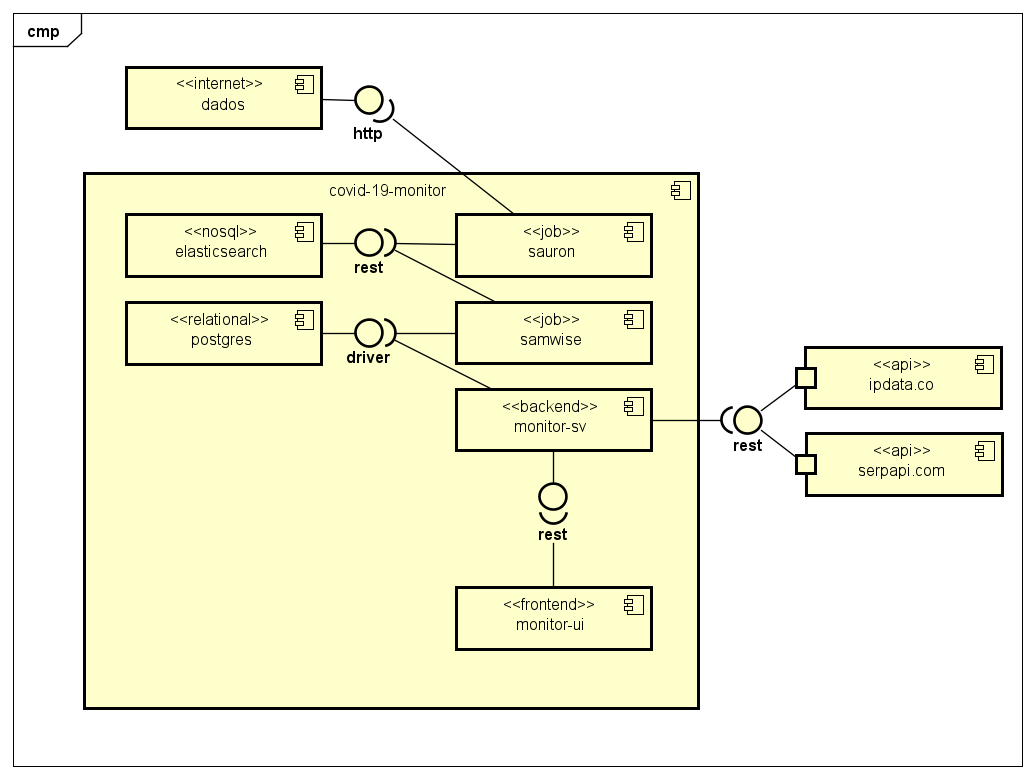 cmp
<<internet>>
dados
http
covid-19-monitor
<<nosql>>
elasticsearch
rest
<<job>>
sauron
<<relational>>
postgres
driver
<<job>>
samwise
<<backend>>
monitor-sv
rest
<<api>>
ipdata.co
<<api>>
serpapi.com
rest
<<frontend>>
monitor-ui